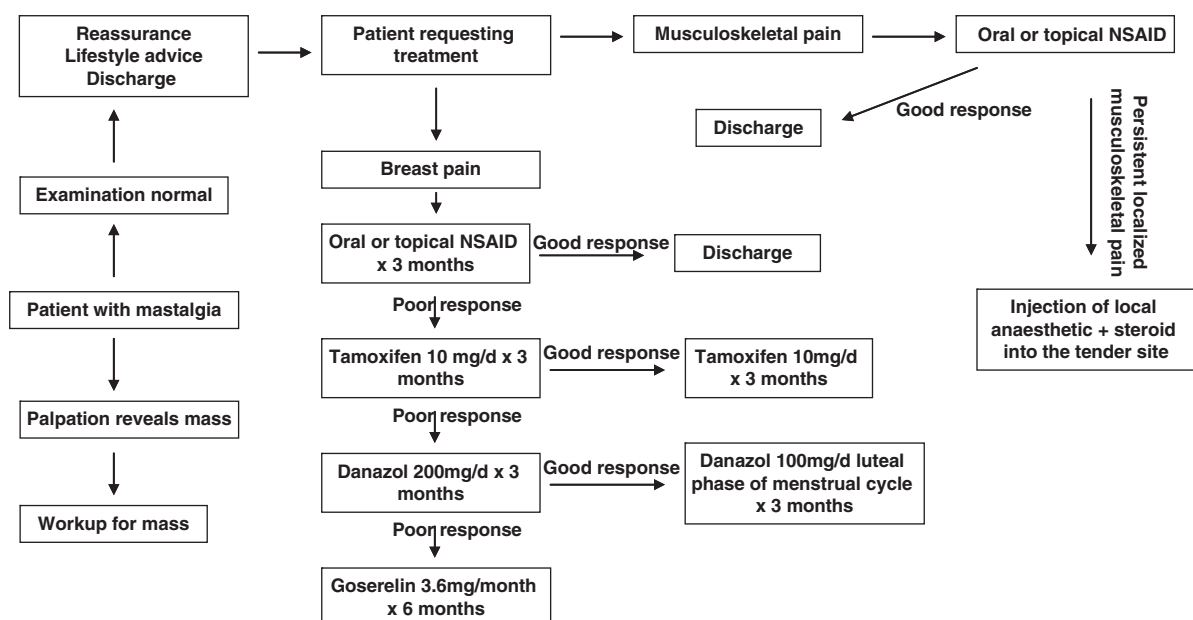 Reassurance
Lifestyle advice
Discharge
Patient requesting
treatment
Musculoskeletal pain
Oral or topical NSAID
Good response
Discharge
Persistent localized
musculoskeletal pain
Injection of local
anaesthetic + steroid
into the tender site
Examination normal
Patient with mastalgia
Palpation reveals mass
Workup for mass
Breast pain
Oral or topical NSAID
x 3 months
Good response
Discharge
Poor response
Tamoxifen 10 mg/d x 3
months
Good response
Tamoxifen 10mg/d
x 3 months
Poor response
Danazol 200mg/d x 3
months
Good response
Danazol 100mg/d luteal
phase of menstrual cycle
x 3 months
Poor response
Goserelin 3.6mg/month
x 6 months